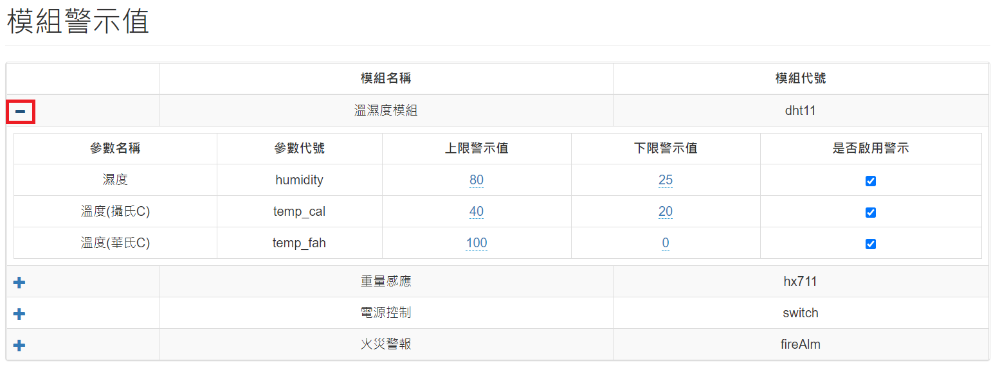 模組警示值
模組名稱 模組代號
溫濕度模組 dht11
參數名稱 參數代號 上限警示值 下限警示值 是否啟用警示
濕度 humidity 80 25
溫度(攝氏C) temp_cal 40 20
溫度(華氏C) temp_fah 100 0
重量感應 hx711
電源控制 switch
火災警報 fireAlm